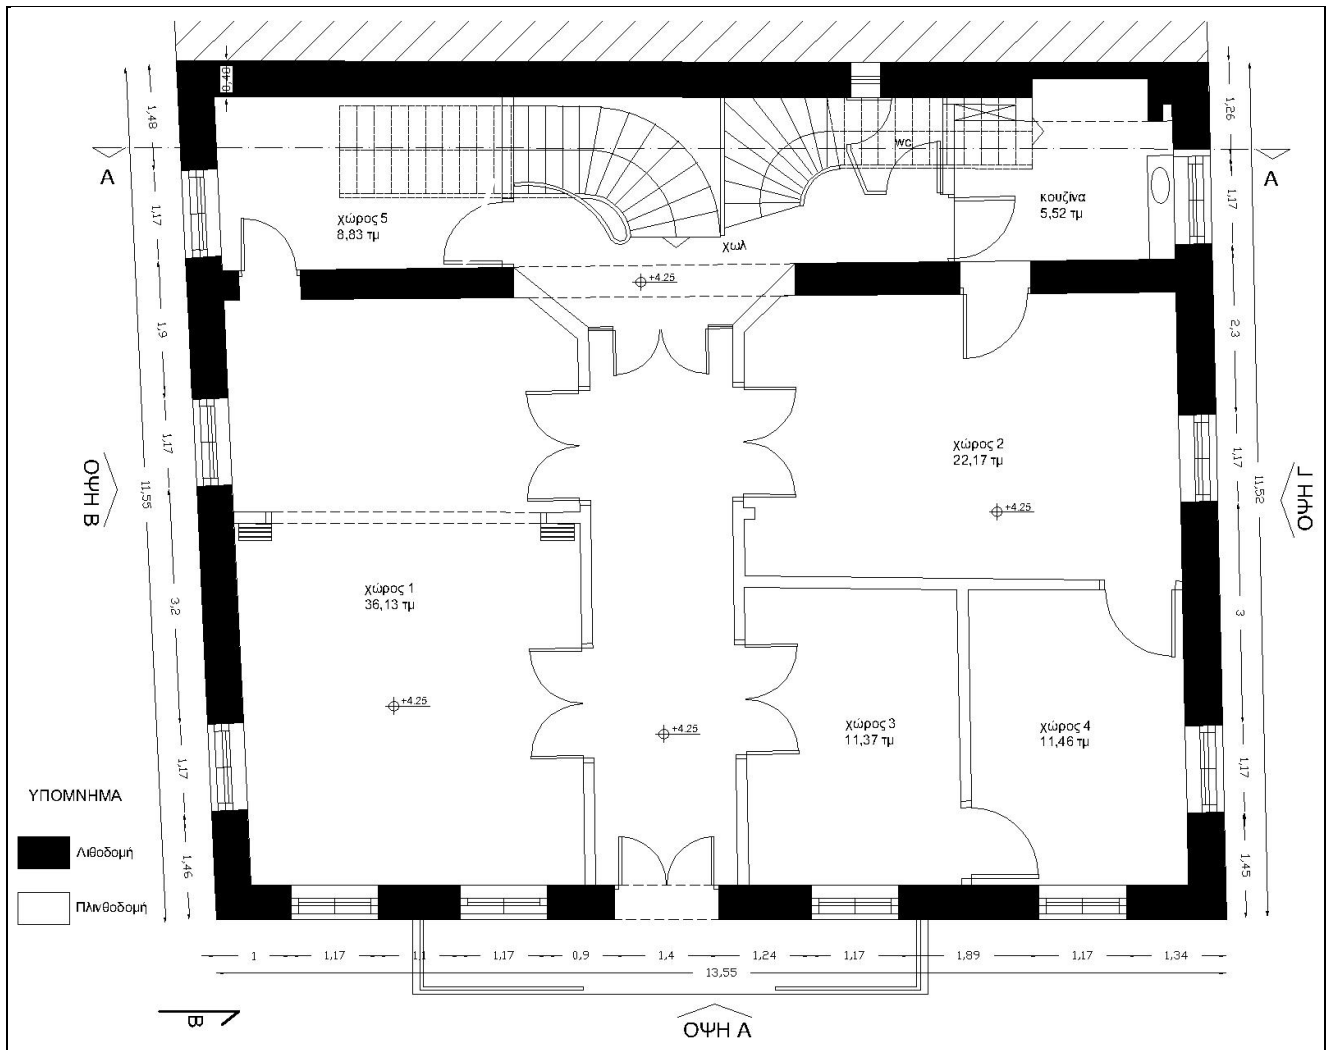 0,40
1,48
1,26
A
A
wc
1,17
χώρος 5
8,83 τμ
κουζίνα
5,52 τμ
1,17
χωλ
+4.25
1,9
2,3
ΟΨΗ Β
11,55
1,17
χώρος 2
22,17 τμ
1,17
11,52
ΟΨΗ Γ
+4.25
χώρος 1
36,13 τμ
3,2
3
+4.25
+4.25
χώρος 3
11,37 τμ
χώρος 4
11,46 τμ
1,17
1,17
ΥΠΟΜΝΗΜΑ
Λιθοδομή
Πλινθοδομή
1,46
1,45
1 1,17 1,1 1,17 0,9 1,4 1,24 1,17 1,89 1,17 1,34
13,55
Β
ΟΨΗ Α